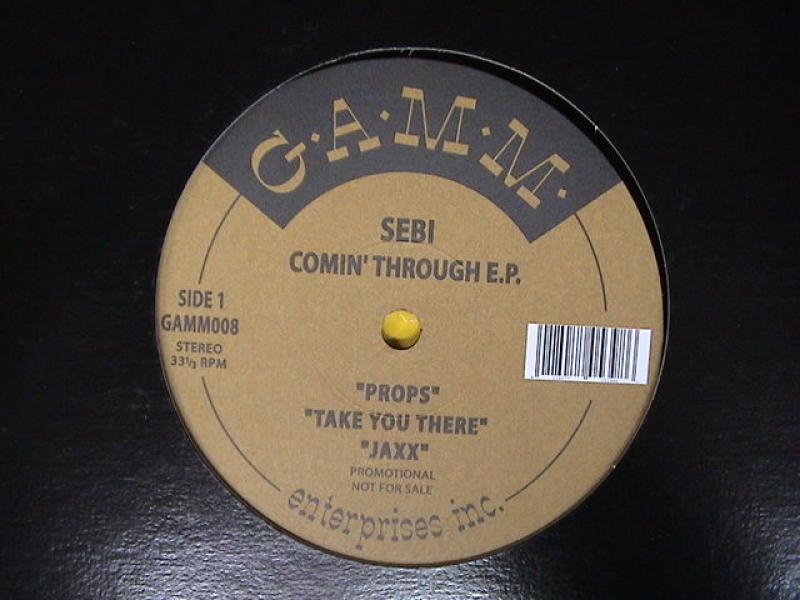 G·A·M·M·
SEBI
COMIN' THROUGH E.P.
SIDE 1
GAMM008
STEREO
33⅓ RPM
"PROPS"
"TAKE YOU THERE"
"JAXX"
PROMOTIONAL
NOT FOR SALE
enterprises inc.